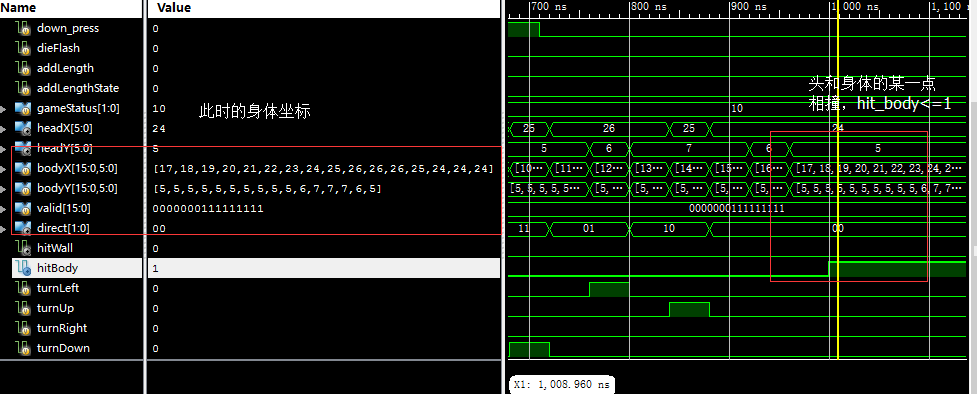 Name Value 700 ns 800 ns 900 ns 1,000 ns 1,100
down_press 0
dieFlash 0
addLength 0
头和身体的某一点
addLengthState 0
相撞，hit_body<=1
gameStatus[1:0] 10 此时的身体坐标 10
headX[5:0] 24 25 26 25 24
headY[5:0] 5 5 6 7 6 5
bodyX[15:0,5:0] [17,18,19,20,21,22,23,24,25,26,26,26,25,24,24,24] [10··· [11··· [12··· [13··· [14··· [15··· [16··· [17,18,19,20,21,22,23,24,2···
bodyY[15:0,5:0] [5,5,5,5,5,5,5,5,5,5,6,7,7,7,6,5] [5,5,5,5,5··· [5,··· [5,··· [5,··· [5,··· [5,··· [5,5,5,5,5,5,5,5,5,5,6,7,7···
valid[15:0] 0000000111111111 0000000111111111
direct[1:0] 00 11 01 10 00
hitWall 0
hitBody 1
turnLeft 0
turnUp 0
turnRight 0
turnDown 0
X1: 1,008.960 ns